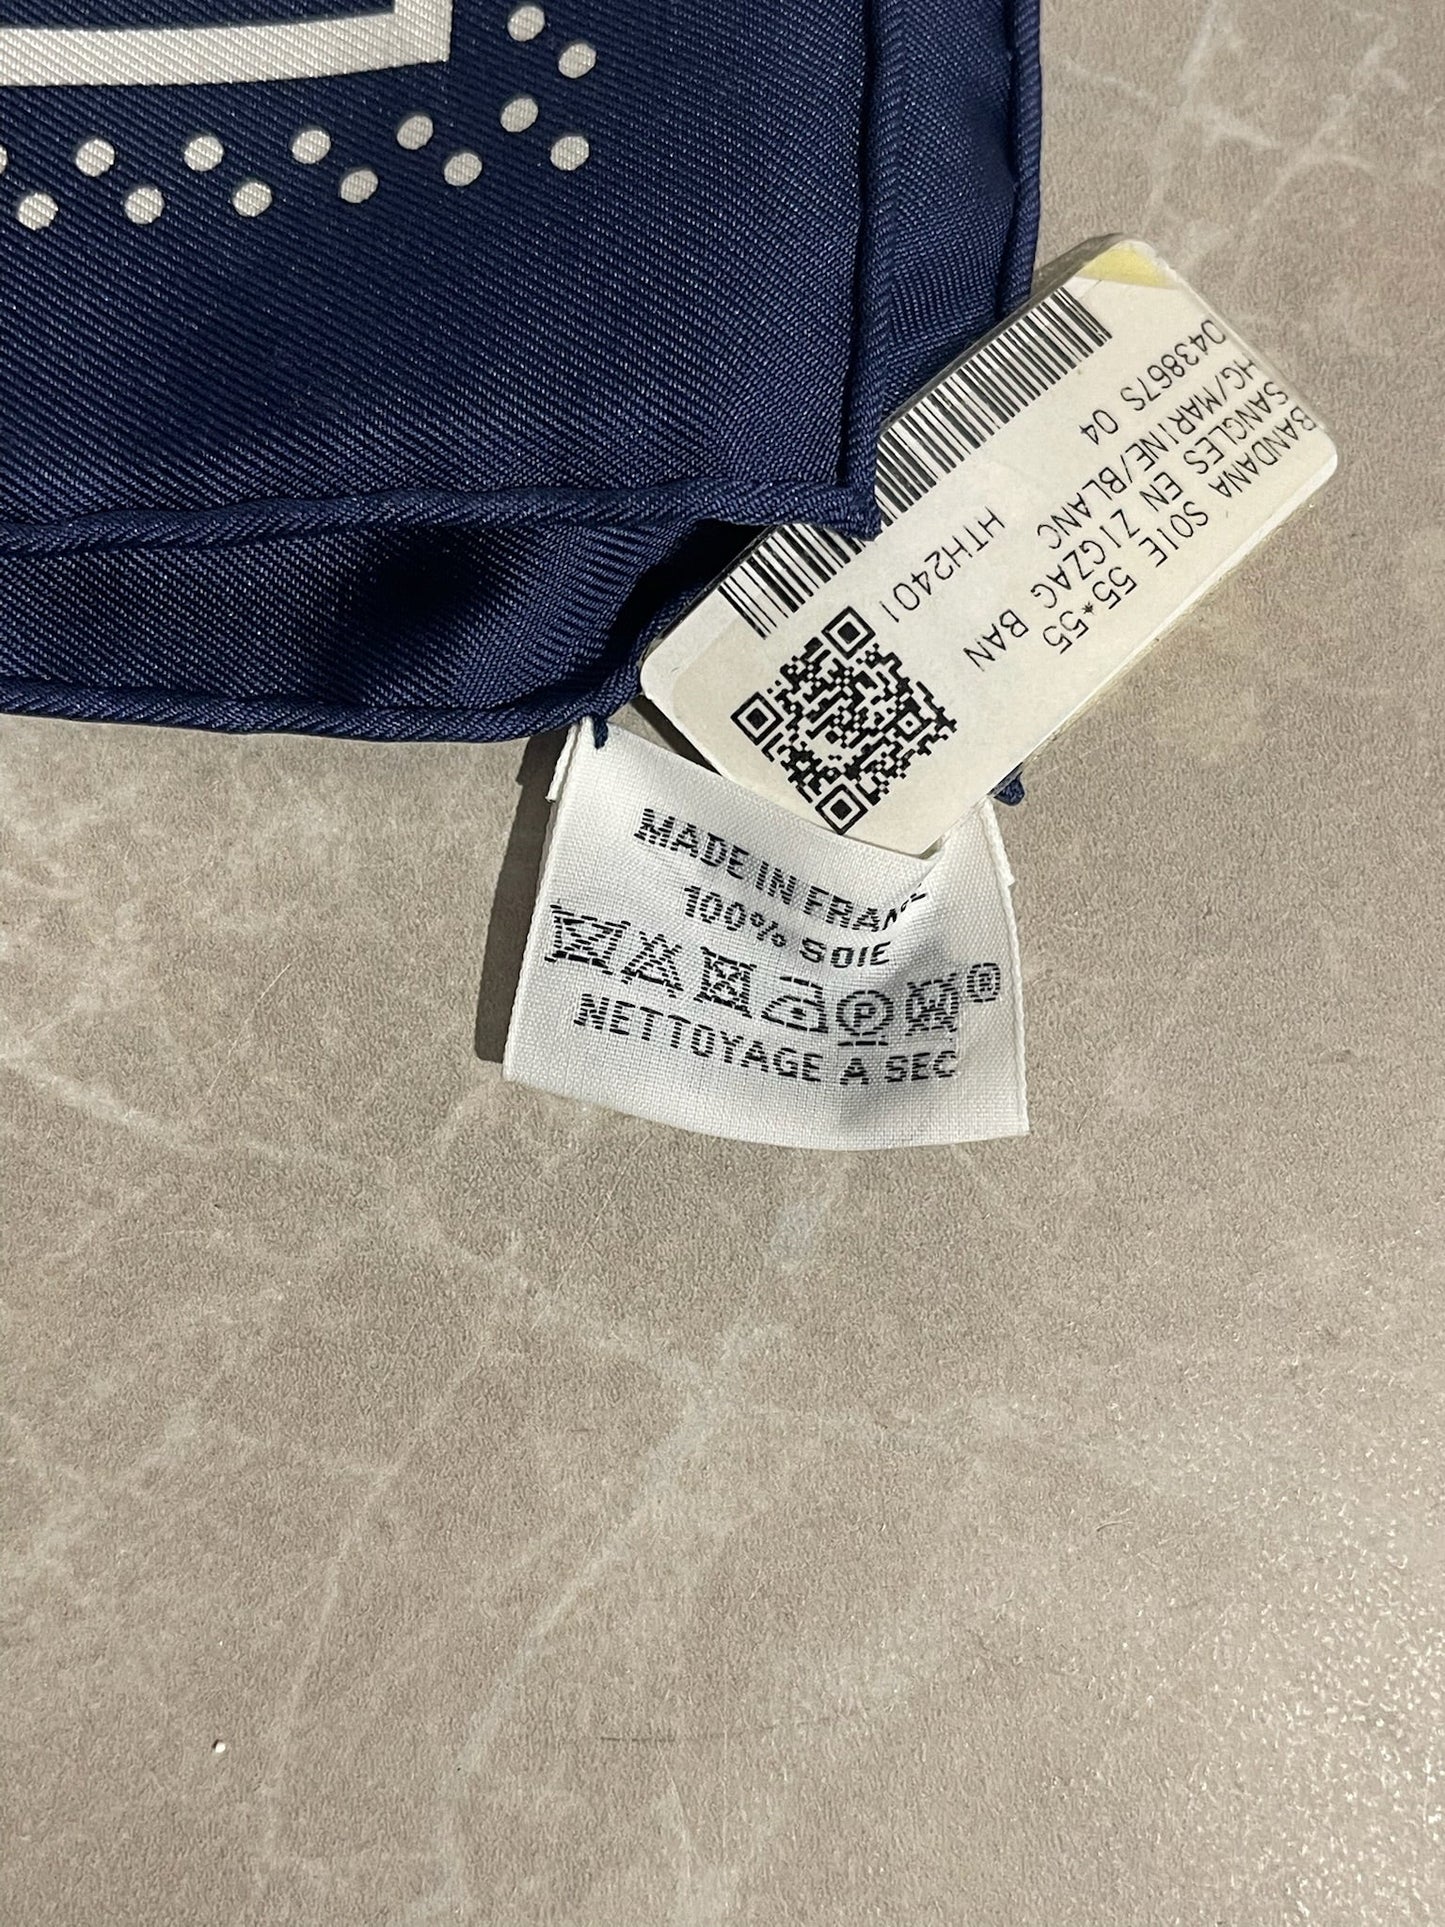 BANDANA SOIE 55*55
SANGLES EN ZIGZAG BAN
HG/MARINE/BLANC
043867S 04 HTH2401
MADE IN FRANCE
100% SOIE
P ®
NETTOYAGE A SEC